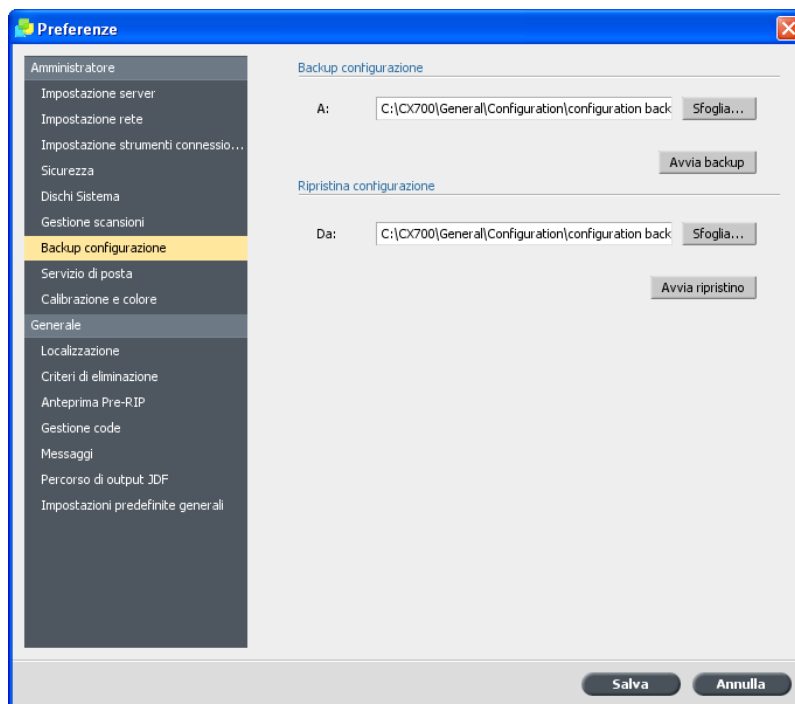 Preferenze
Amministratore
Impostazione server
Impostazione rete
Impostazione strumenti connessio...
Sicurezza
Dischi Sistema
Gestione scansioni
Backup configurazione
Servizio di posta
Calibrazione e colore
Generale
Localizzazione
Criteri di eliminazione
Anteprima Pre-RIP
Gestione code
Messaggi
Percorso di output JDF
Impostazioni predefinite generali
Backup configurazione
A: C:\CX700\General\Configuration\configuration back Sfoglia...
Avvia backup
Ripristina configurazione
Da: C:\CX700\General\Configuration\configuration back Sfoglia...
Avvia ripristino
Salva Annulla